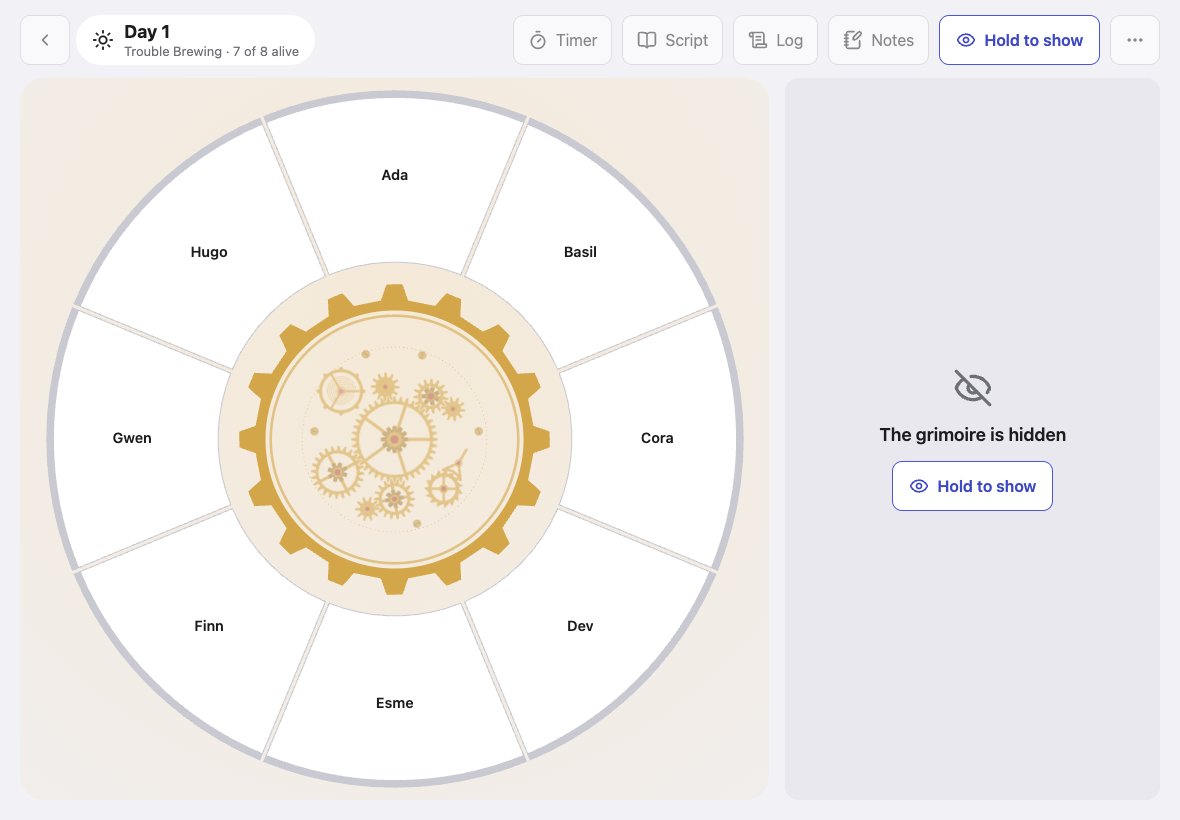 Day 1
Trouble Brewing · 7 of 8 alive
Timer
Script
Log
Notes
Hold to show
Ada
Basil
Cora
Dev
Esme
Finn
Gwen
Hugo
The grimoire is hidden
Hold to show